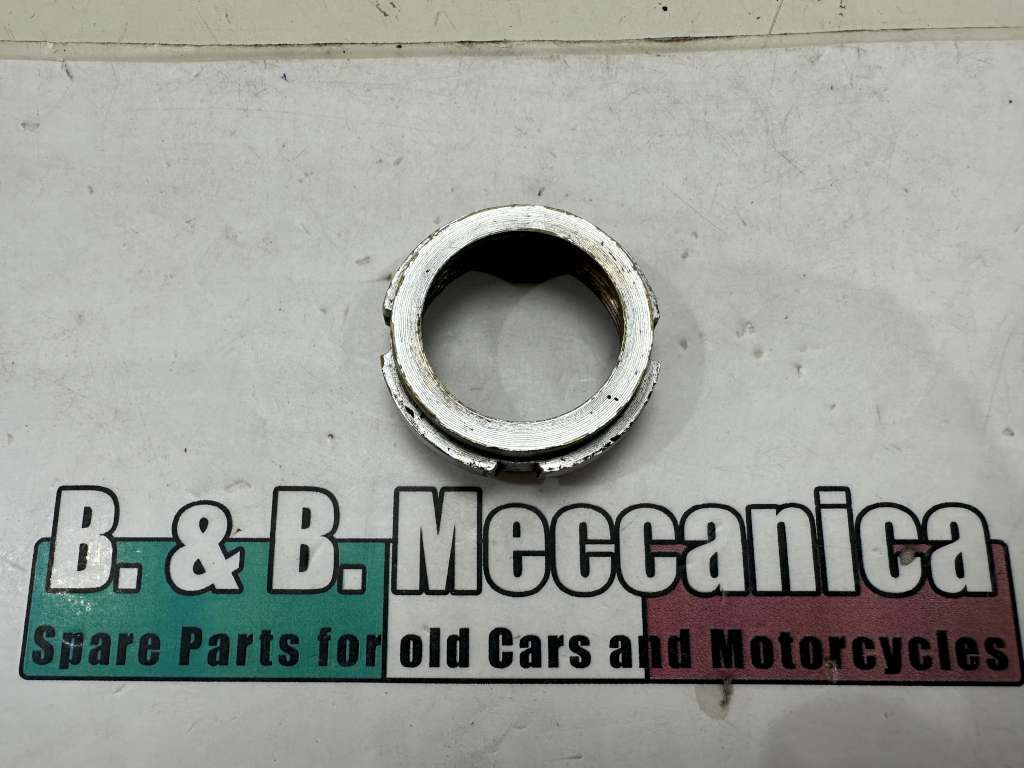 B. & B. Meccanica
Spare Parts for old Cars and Motorcycles